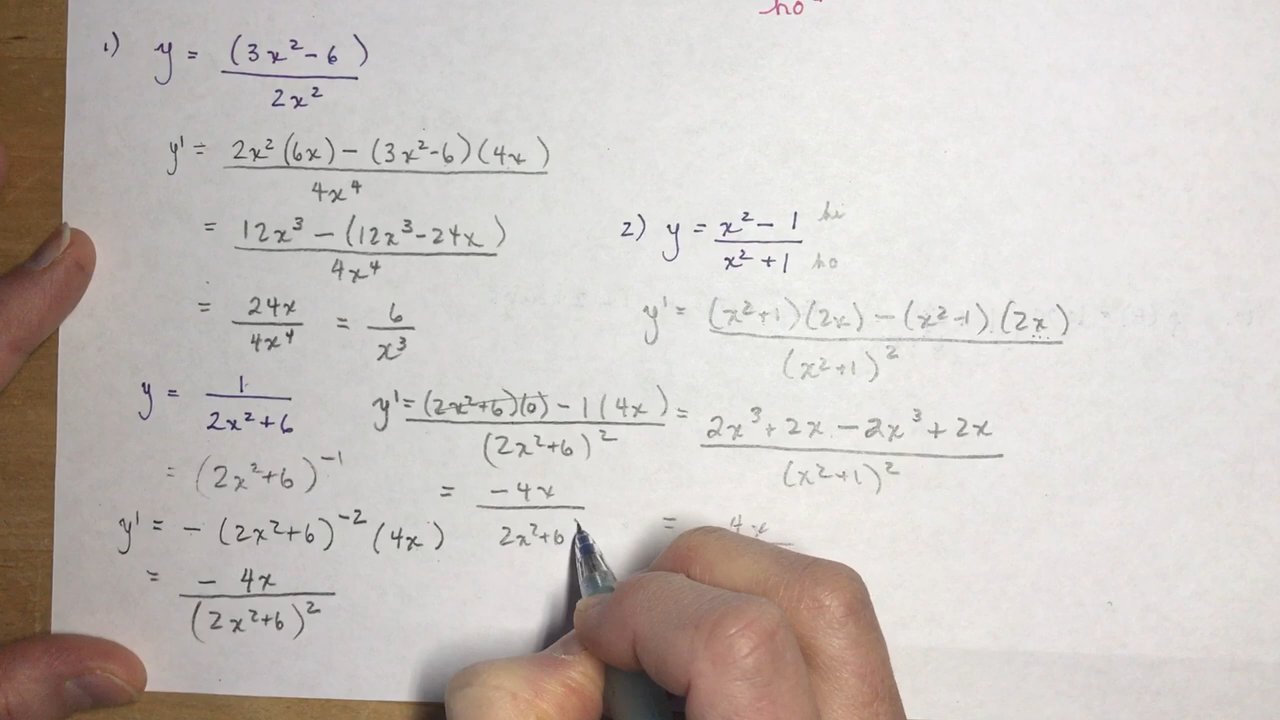 ho²
1) y = (3x² - 6) / 2x²
y' = 2x² (6x) - (3x² - 6)(4x) / 4x⁴
= 12x³ - (12x³ - 24x) / 4x⁴
= 24x / 4x⁴ = 6 / x³
y = 1 / 2x² + 6
= (2x² + 6)⁻¹
y' = - (2x² + 6)⁻² (4x)
= - 4x / (2x² + 6)²
y' = (2x² + 6)(0) - 1 (4x) / (2x² + 6)² =
= - 4x / 2x² + 6
2) y = x² - 1 / x² + 1
hi
ho
y' = (x² + 1)(2x) - (x² - 1)(2x) / (x² + 1)²
2x³ + 2x - 2x³ + 2x / (x² + 1)²
= 4x